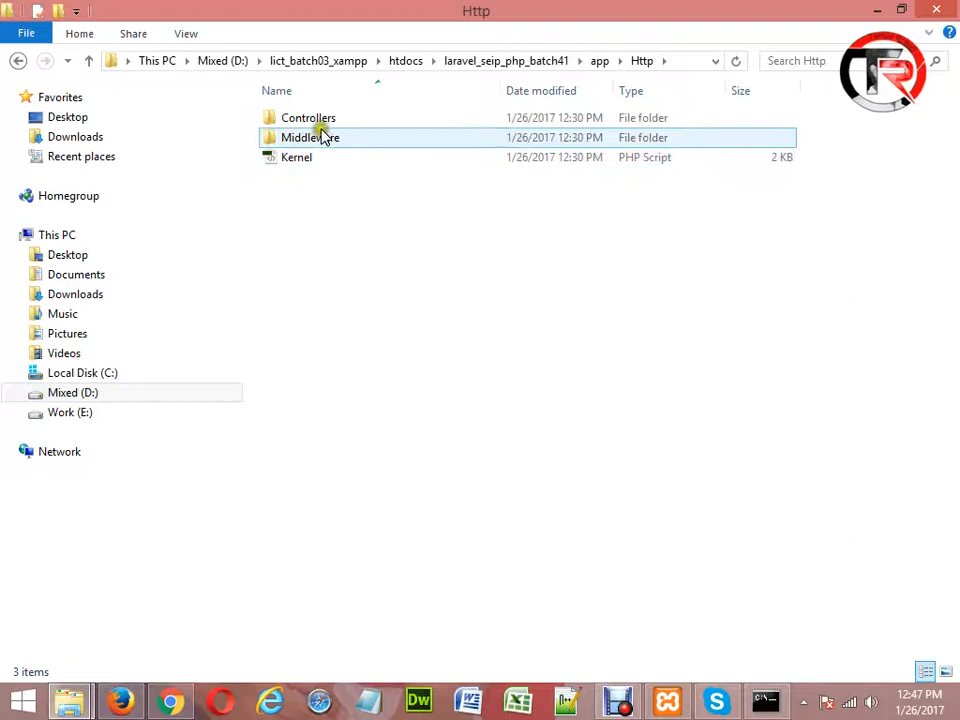 Http
File Home Share View
This PC Mixed (D:) lict_batch03_xampp htdocs laravel_seip_php_batch41 app Http Search Http
Name Date modified Type Size
Favorites
Desktop
Downloads
Recent places
Homegroup
This PC
Desktop
Documents
Downloads
Music
Pictures
Videos
Local Disk (C:)
Mixed (D:)
Work (E:)
Network
Controllers 1/26/2017 12:30 PM File folder
Middleware 1/26/2017 12:30 PM File folder
Kernel 1/26/2017 12:30 PM PHP Script 2 KB
3 items
Dw
12:47 PM
1/26/2017